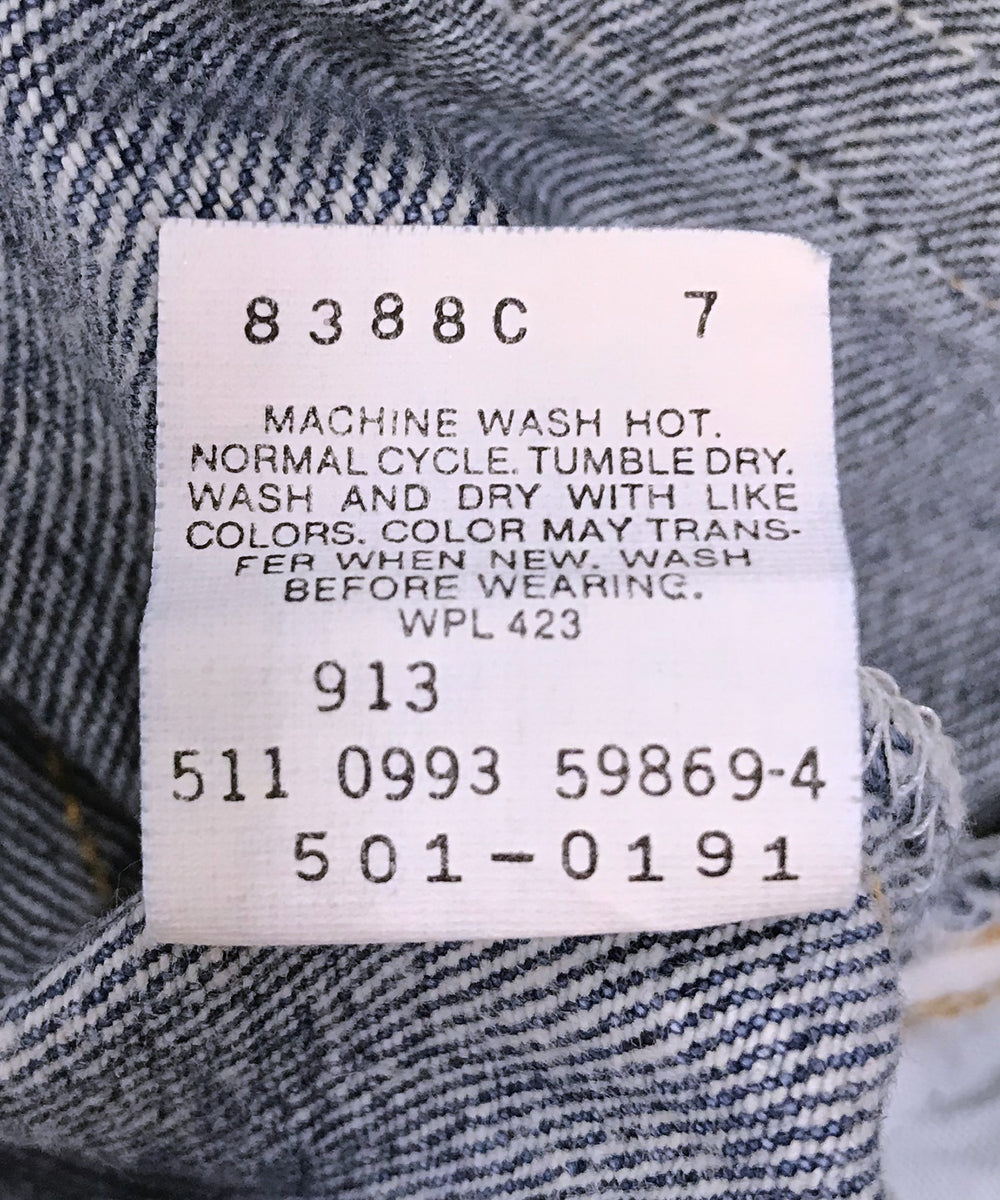 8388C 7
MACHINE WASH HOT.
NORMAL CYCLE. TUMBLE DRY.
WASH AND DRY WITH LIKE
COLORS. COLOR MAY TRANS-
FER WHEN NEW. WASH
BEFORE WEARING.
WPL 423
913
511 0993 59869-4
501-0191